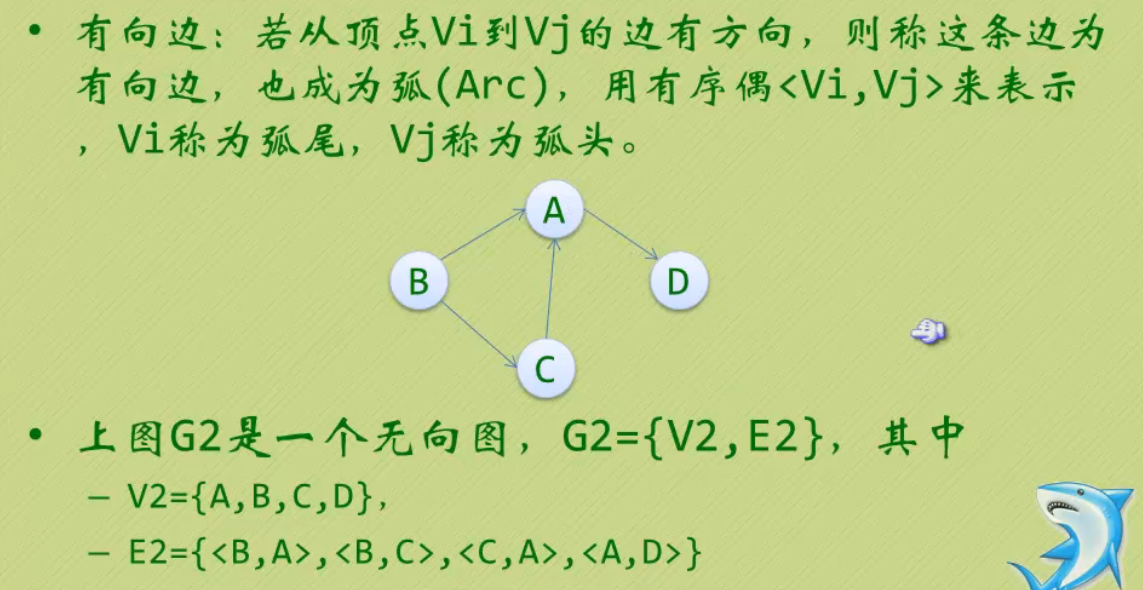 • 有向边：若从顶点Vi到Vj的边有方向，则称这条边为
有向边，也成为弧(Arc)，用有序偶<Vi,Vj>来表示
，Vi称为弧尾，Vj称为弧头。
A
B
D
C
• 上图G2是一个无向图，G2={V2,E2}，其中
– V2={A,B,C,D}，
– E2={<B,A>,<B,C>,<C,A>,<A,D>}